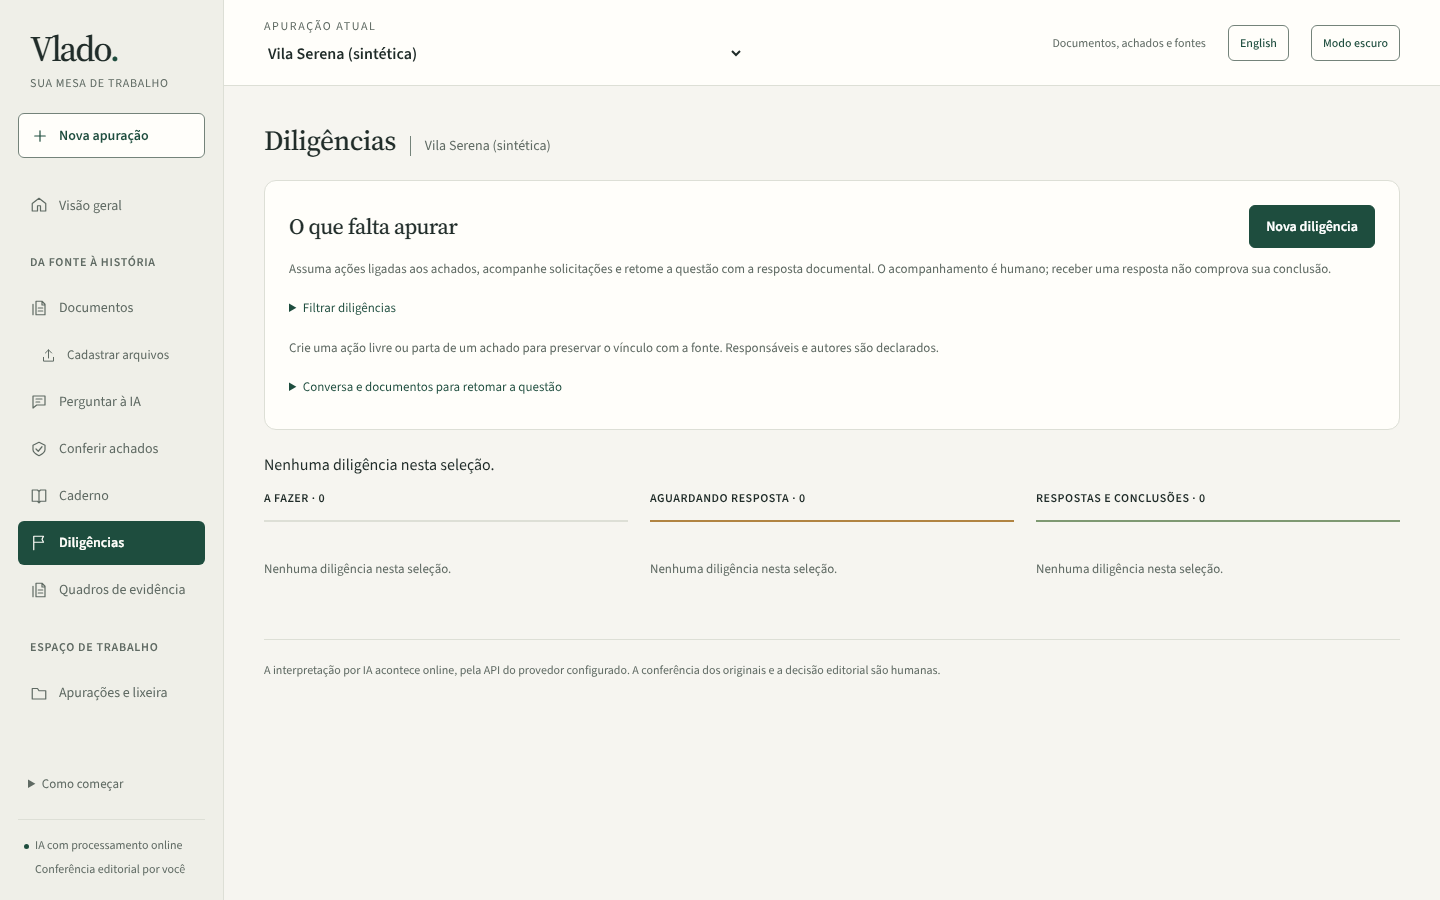 Vlado.
SUA MESA DE TRABALHO
Nova apuração
Visão geral
DA FONTE À HISTÓRIA
Documentos
Cadastrar arquivos
Perguntar à IA
Conferir achados
Caderno
Diligências
Quadros de evidência
ESPAÇO DE TRABALHO
Apurações e lixeira
Como começar
IA com processamento online
Conferência editorial por você
APURAÇÃO ATUAL
Vila Serena (sintética)
Documentos, achados e fontes
English
Modo escuro
Diligências
Vila Serena (sintética)
O que falta apurar
Nova diligência
Assuma ações ligadas aos achados, acompanhe solicitações e retome a questão com a resposta documental. O acompanhamento é humano; receber uma resposta não comprova sua conclusão.
Filtrar diligências
Crie uma ação livre ou parta de um achado para preservar o vínculo com a fonte. Responsáveis e autores são declarados.
Conversa e documentos para retomar a questão
Nenhuma diligência nesta seleção.
A FAZER · 0
AGUARDANDO RESPOSTA · 0
RESPOSTAS E CONCLUSÕES · 0
Nenhuma diligência nesta seleção.
Nenhuma diligência nesta seleção.
Nenhuma diligência nesta seleção.
A interpretação por IA acontece online, pela API do provedor configurado. A conferência dos originais e a decisão editorial são humanas.